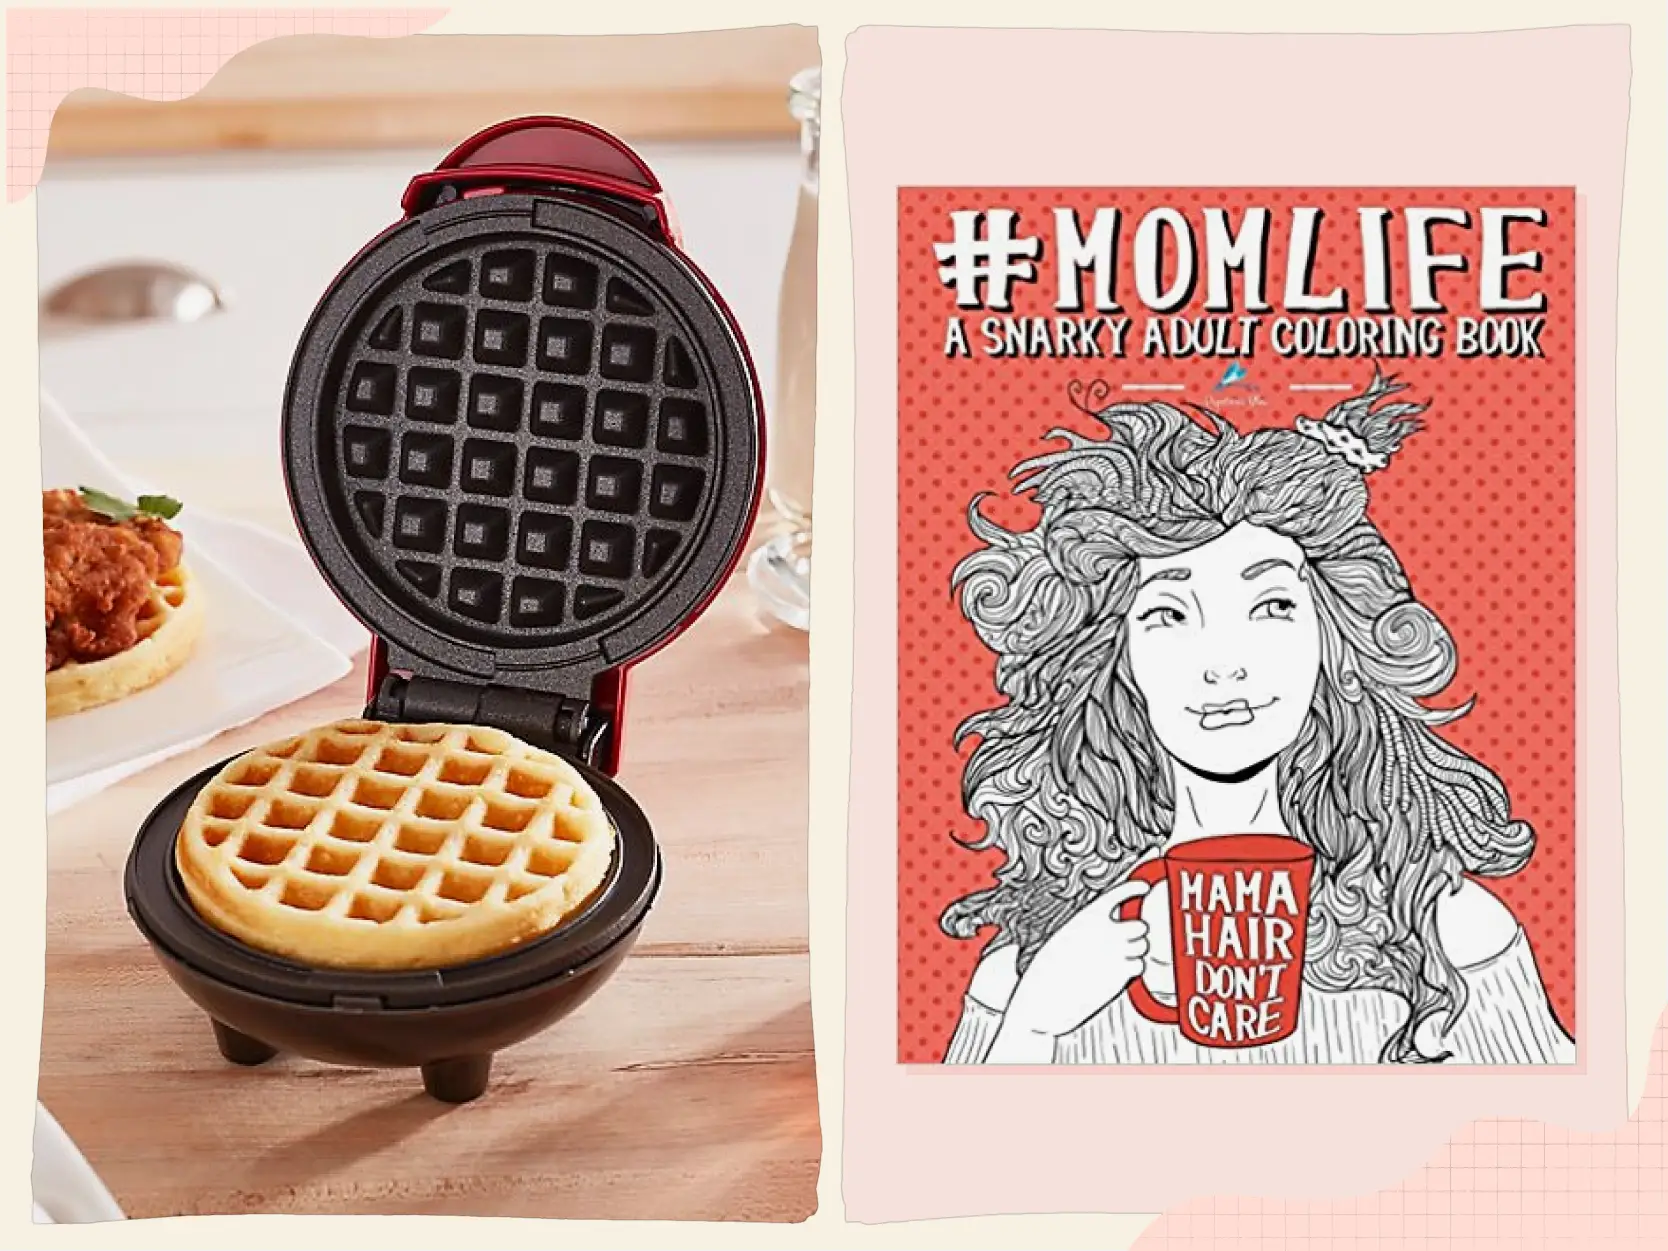 #MOMLIFE
A SNARKY ADULT COLORING BOOK
MAMA
HAIR
DON'T
CARE